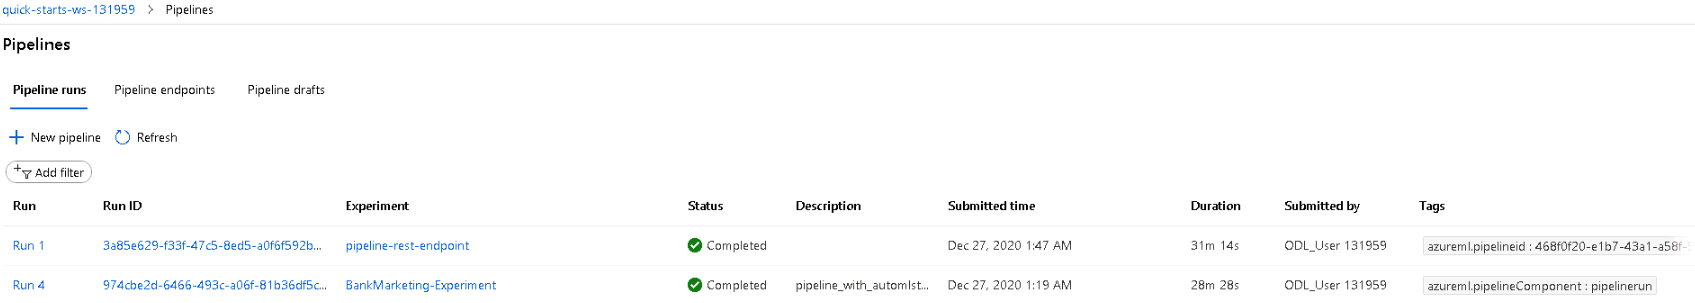 quick-starts-ws-131959 > Pipelines
Pipelines
Pipeline runs Pipeline endpoints Pipeline drafts
+ New pipeline Refresh
Add filter
Run Run ID Experiment Status Description Submitted time Duration Submitted by Tags
Run 1 3a85e629-f33f-47c5-8ed5-a0f6f592b... pipeline-rest-endpoint Completed Dec 27, 2020 1:47 AM 31m 14s ODL_User 131959 azureml.pipelineid : 468f0f20-e1b7-43a1-a58f-
Run 4 974cbe2d-6466-493c-a06f-81b36df5c... BankMarketing-Experiment Completed pipeline_with_automlst... Dec 27, 2020 1:19 AM 28m 28s ODL_User 131959 azureml.pipelineComponent : pipelinerun